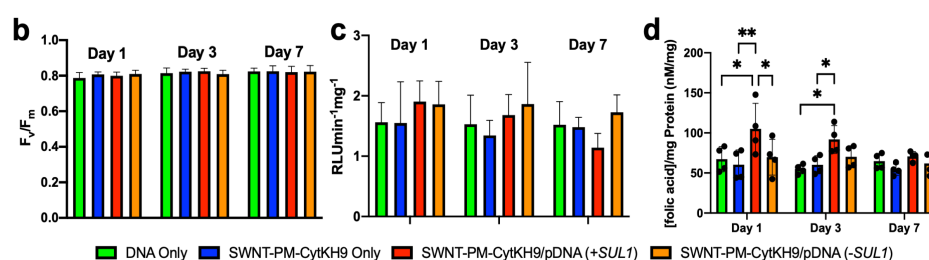 b
1.0
0.8
0.6
0.4
0.2
0.0
Fv/Fm
Day 1 Day 3 Day 7
c
3
2
1
0
RLUmin-1mg-1
Day 1 Day 3 Day 7
d
200
150
100
50
0
[folic acid]/mg Protein (nM/mg)
**
* *
*
*
Day 1 Day 3 Day 7
DNA Only SWNT-PM-CytKH9 Only SWNT-PM-CytKH9/pDNA (+SUL1) SWNT-PM-CytKH9/pDNA (-SUL1)